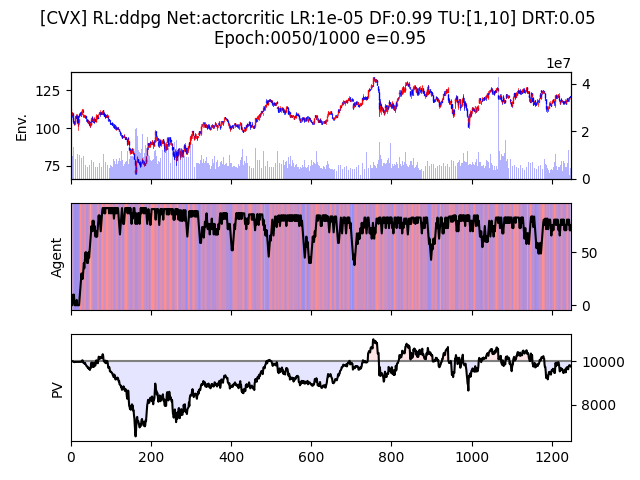 [CVX] RL:ddpg Net:actorcritic LR:1e-05 DF:0.99 TU:[1,10] DRT:0.05
Epoch:0050/1000 e=0.95
1e7
125
100
75
Env.
4
2
0
Agent
50
0
PV
10000
8000
0
200
400
600
800
1000
1200